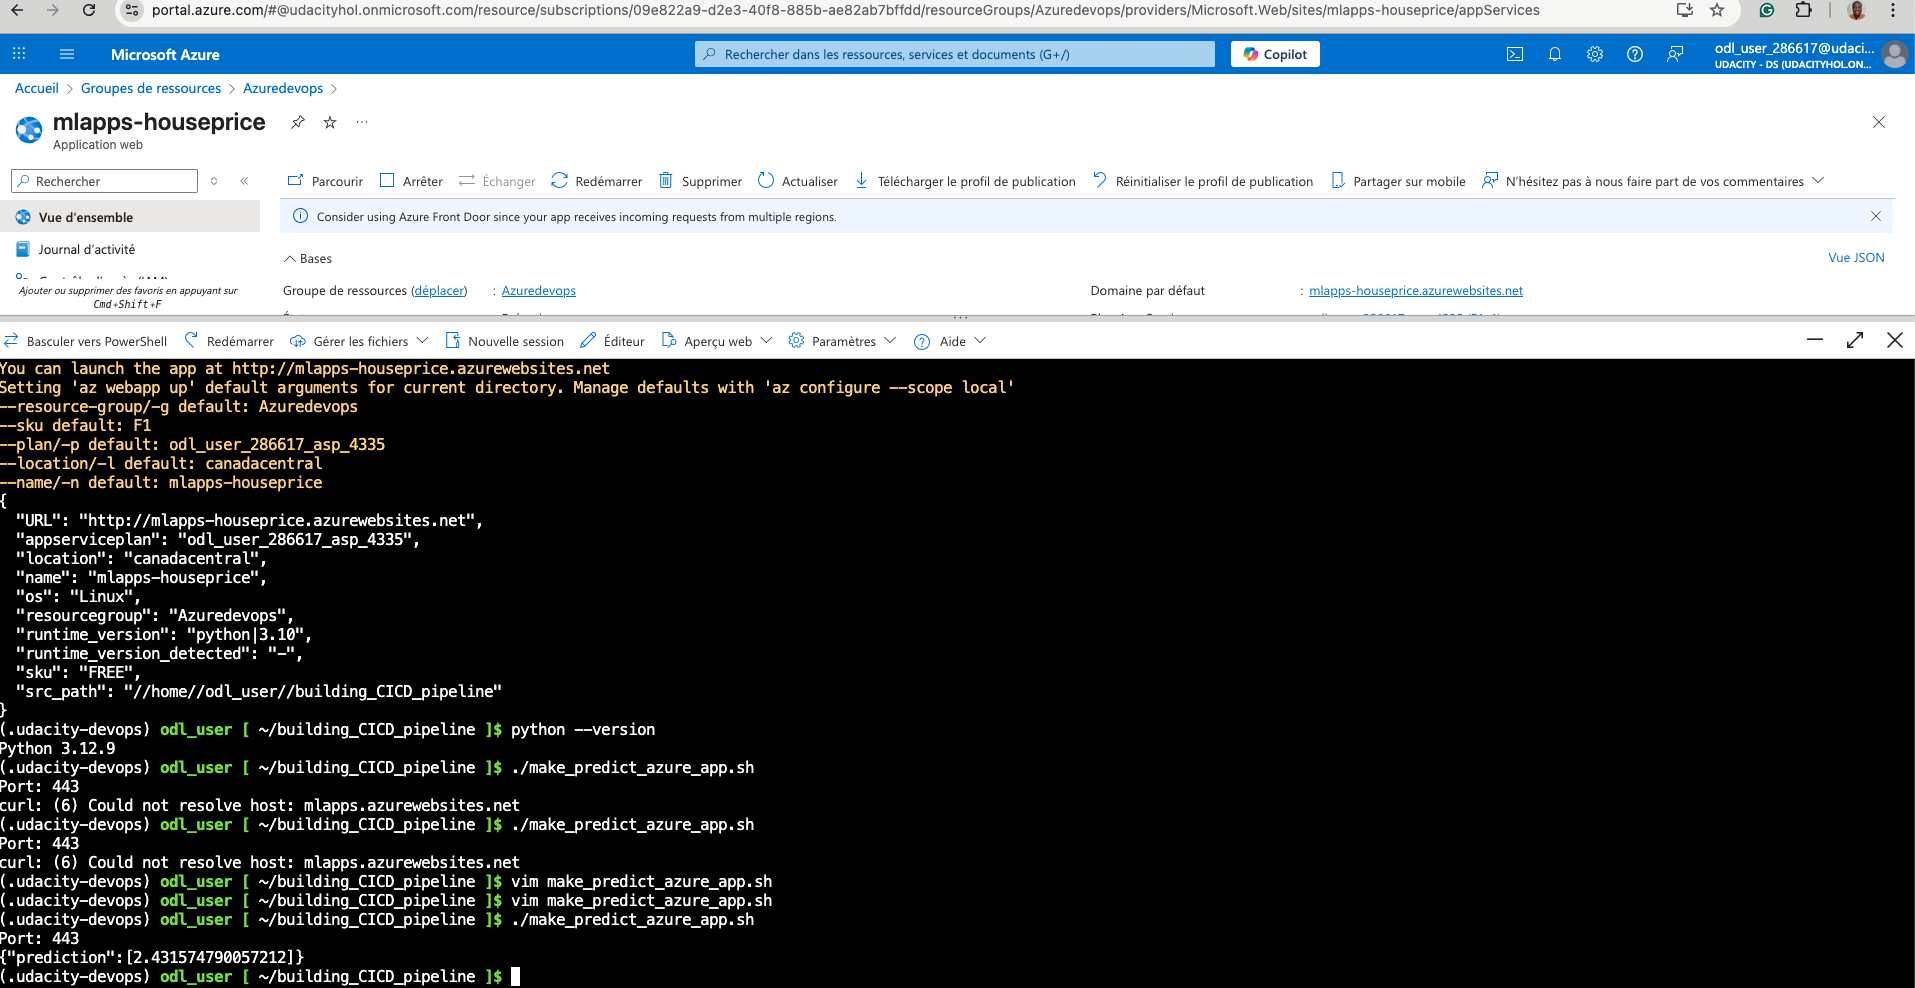 portal.azure.com/#@udacityhol.onmicrosoft.com/resource/subscriptions/09e822a9-d2e3-40f8-885b-ae82ab7bffdd/resourceGroups/Azuredevops/providers/Microsoft.Web/sites/mlapps-houseprice/appServices
Microsoft Azure
Rechercher dans les ressources, services et documents (G+/)
Copilot
odl_user_286617@udaci...
UDACITY - DS (UDACITYHOL.ON...
Accueil > Groupes de ressources > Azuredevops >
mlapps-houseprice
Application web
Rechercher
Parcourir Arrêter Échanger Redémarrer Supprimer Actualiser Télécharger le profil de publication Réinitialiser le profil de publication Partager sur mobile N'hésitez pas à nous faire part de vos commentaires
Vue d'ensemble
Consider using Azure Front Door since your app receives incoming requests from multiple regions.
Journal d'activité
Ajouter ou supprimer des favoris en appuyant sur
Cmd+Shift+F
Bases
Vue JSON
Groupe de ressources (déplacer) : Azuredevops
Domaine par défaut : mlapps-houseprice.azurewebsites.net
Basculer vers PowerShell Redémarrer Gérer les fichiers Nouvelle session Éditeur Aperçu web Paramètres Aide
You can launch the app at http://mlapps-houseprice.azurewebsites.net
Setting 'az webapp up' default arguments for current directory. Manage defaults with 'az configure --scope local'
--resource-group/-g default: Azuredevops
--sku default: F1
--plan/-p default: odl_user_286617_asp_4335
--location/-l default: canadacentral
--name/-n default: mlapps-houseprice
{
"URL": "http://mlapps-houseprice.azurewebsites.net",
"appserviceplan": "odl_user_286617_asp_4335",
"location": "canadacentral",
"name": "mlapps-houseprice",
"os": "Linux",
"resourcegroup": "Azuredevops",
"runtime_version": "python|3.10",
"runtime_version_detected": "-",
"sku": "FREE",
"src_path": "//home//odl_user//building_CICD_pipeline"
}
(.udacity-devops) odl_user [ ~/building_CICD_pipeline ]$ python --version
Python 3.12.9
(.udacity-devops) odl_user [ ~/building_CICD_pipeline ]$ ./make_predict_azure_app.sh
Port: 443
curl: (6) Could not resolve host: mlapps.azurewebsites.net
(.udacity-devops) odl_user [ ~/building_CICD_pipeline ]$ ./make_predict_azure_app.sh
Port: 443
curl: (6) Could not resolve host: mlapps.azurewebsites.net
(.udacity-devops) odl_user [ ~/building_CICD_pipeline ]$ vim make_predict_azure_app.sh
(.udacity-devops) odl_user [ ~/building_CICD_pipeline ]$ vim make_predict_azure_app.sh
(.udacity-devops) odl_user [ ~/building_CICD_pipeline ]$ ./make_predict_azure_app.sh
Port: 443
{"prediction":[2.431574790057212]}
(.udacity-devops) odl_user [ ~/building_CICD_pipeline ]$